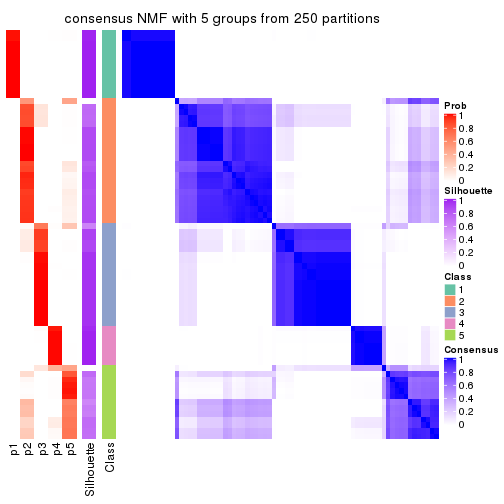 consensus NMF with 5 groups from 250 partitions
Prob
1
0.8
0.6
0.4
0.2
0
Silhouette
1
0.8
0.6
0.4
0.2
0
Class
1
2
3
4
5
Consensus
1
0.8
0.6
0.4
0.2
0
p1
p2
p3
p4
p5
Silhouette
Class